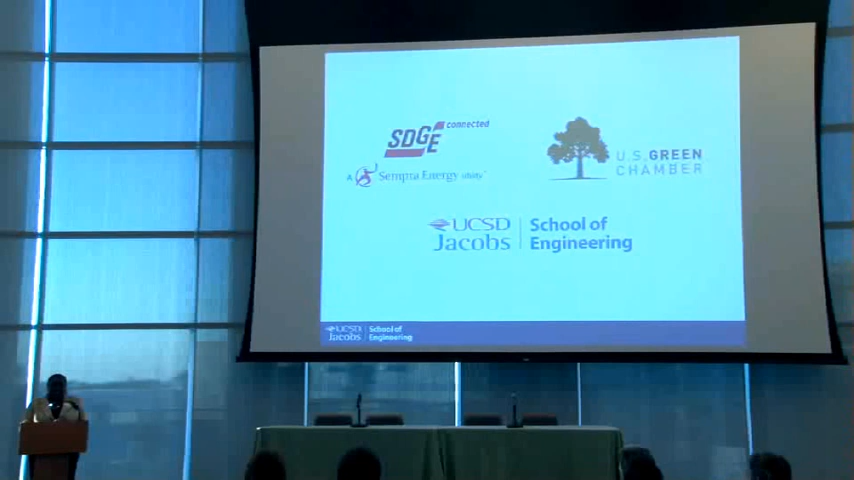 SDGE connected
A Sempra Energy utility
U.S.GREEN
CHAMBER
UCSD
Jacobs
School of
Engineering
UCSD
Jacobs
School of
Engineering